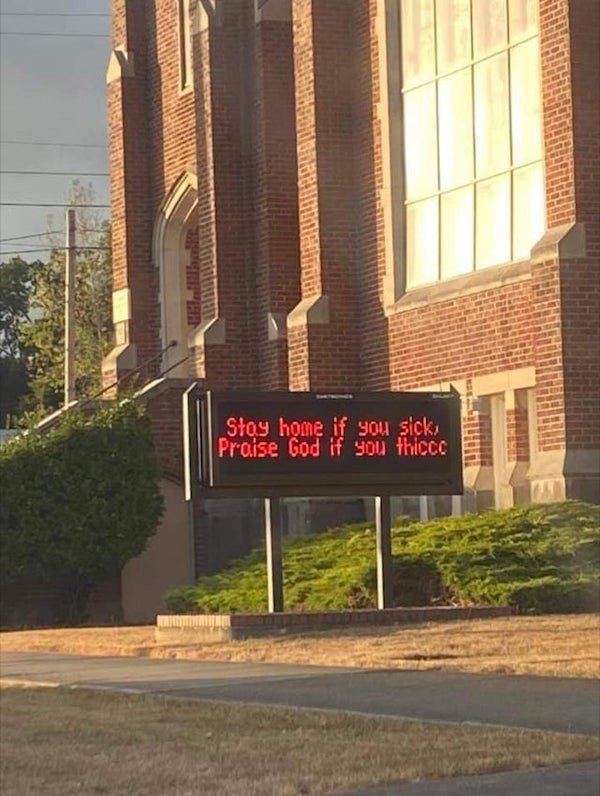 Stay home if you sick,
Praise God if you thiccc